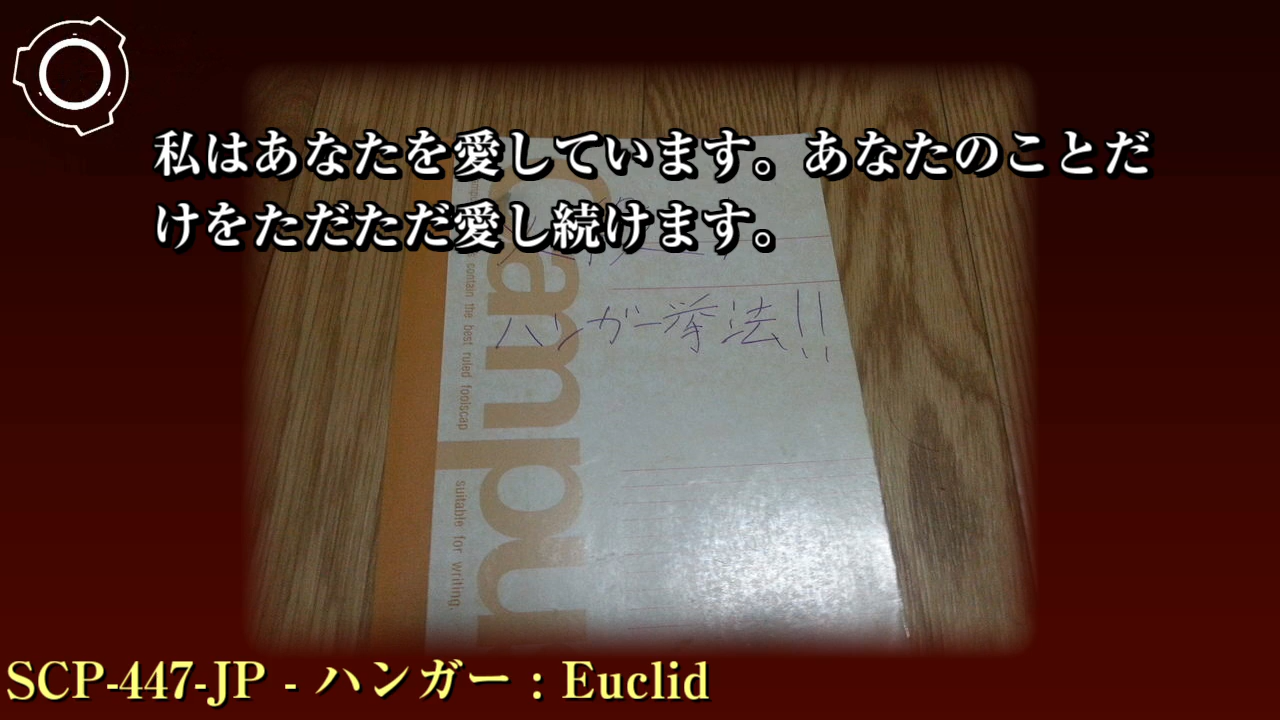 私はあなたを愛しています。あなたのことだ
けをただただ愛し続けます。
ハンガー拳法!!
Campu
contain the best ruled foolscap
suitable for writing.
SCP-447-JP - ハンガー：Euclid